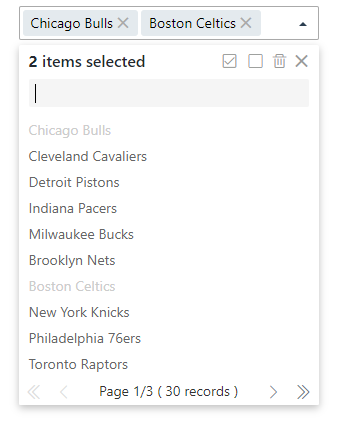 Chicago Bulls Boston Celtics
2 items selected
Chicago Bulls
Cleveland Cavaliers
Detroit Pistons
Indiana Pacers
Milwaukee Bucks
Brooklyn Nets
Boston Celtics
New York Knicks
Philadelphia 76ers
Toronto Raptors
Page 1/3 ( 30 records )